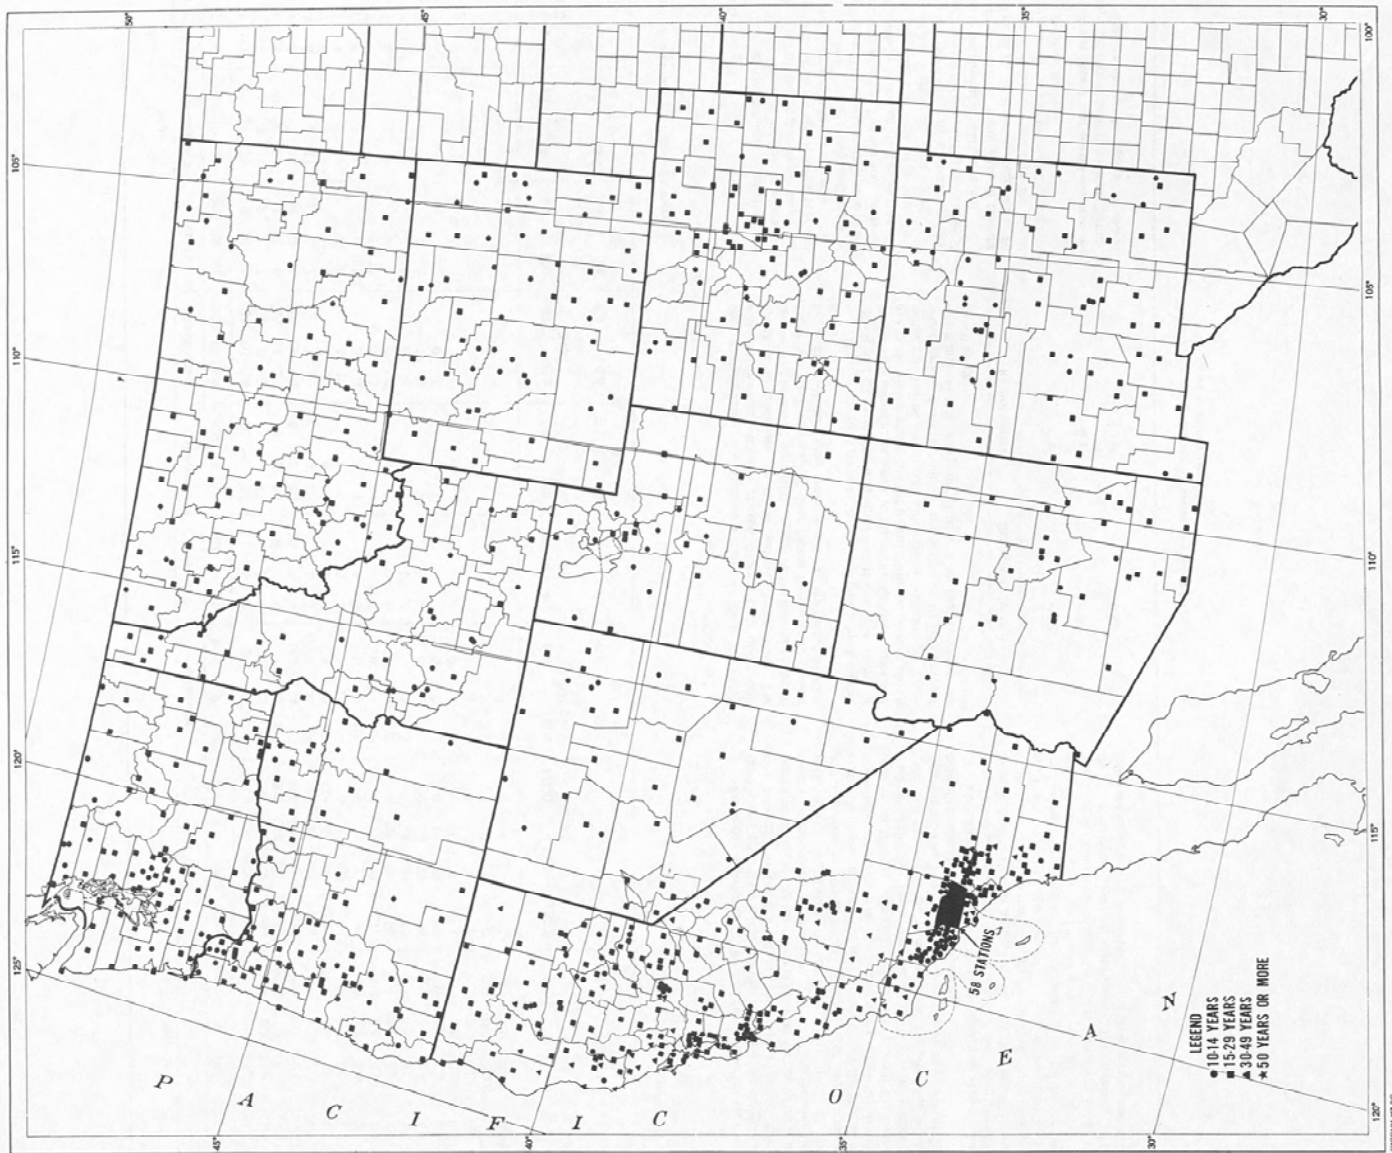 50°
45°
40°
35°
30°
100°
105°
110°
115°
120°
125°
105°
110°
115°
120°
45°
40°
35°
30°
P A C I F I C
O C E A N
58 STATIONS
LEGEND
● 10-14 YEARS
■ 15-29 YEARS
▲ 30-49 YEARS
★ 50 YEARS OR MORE